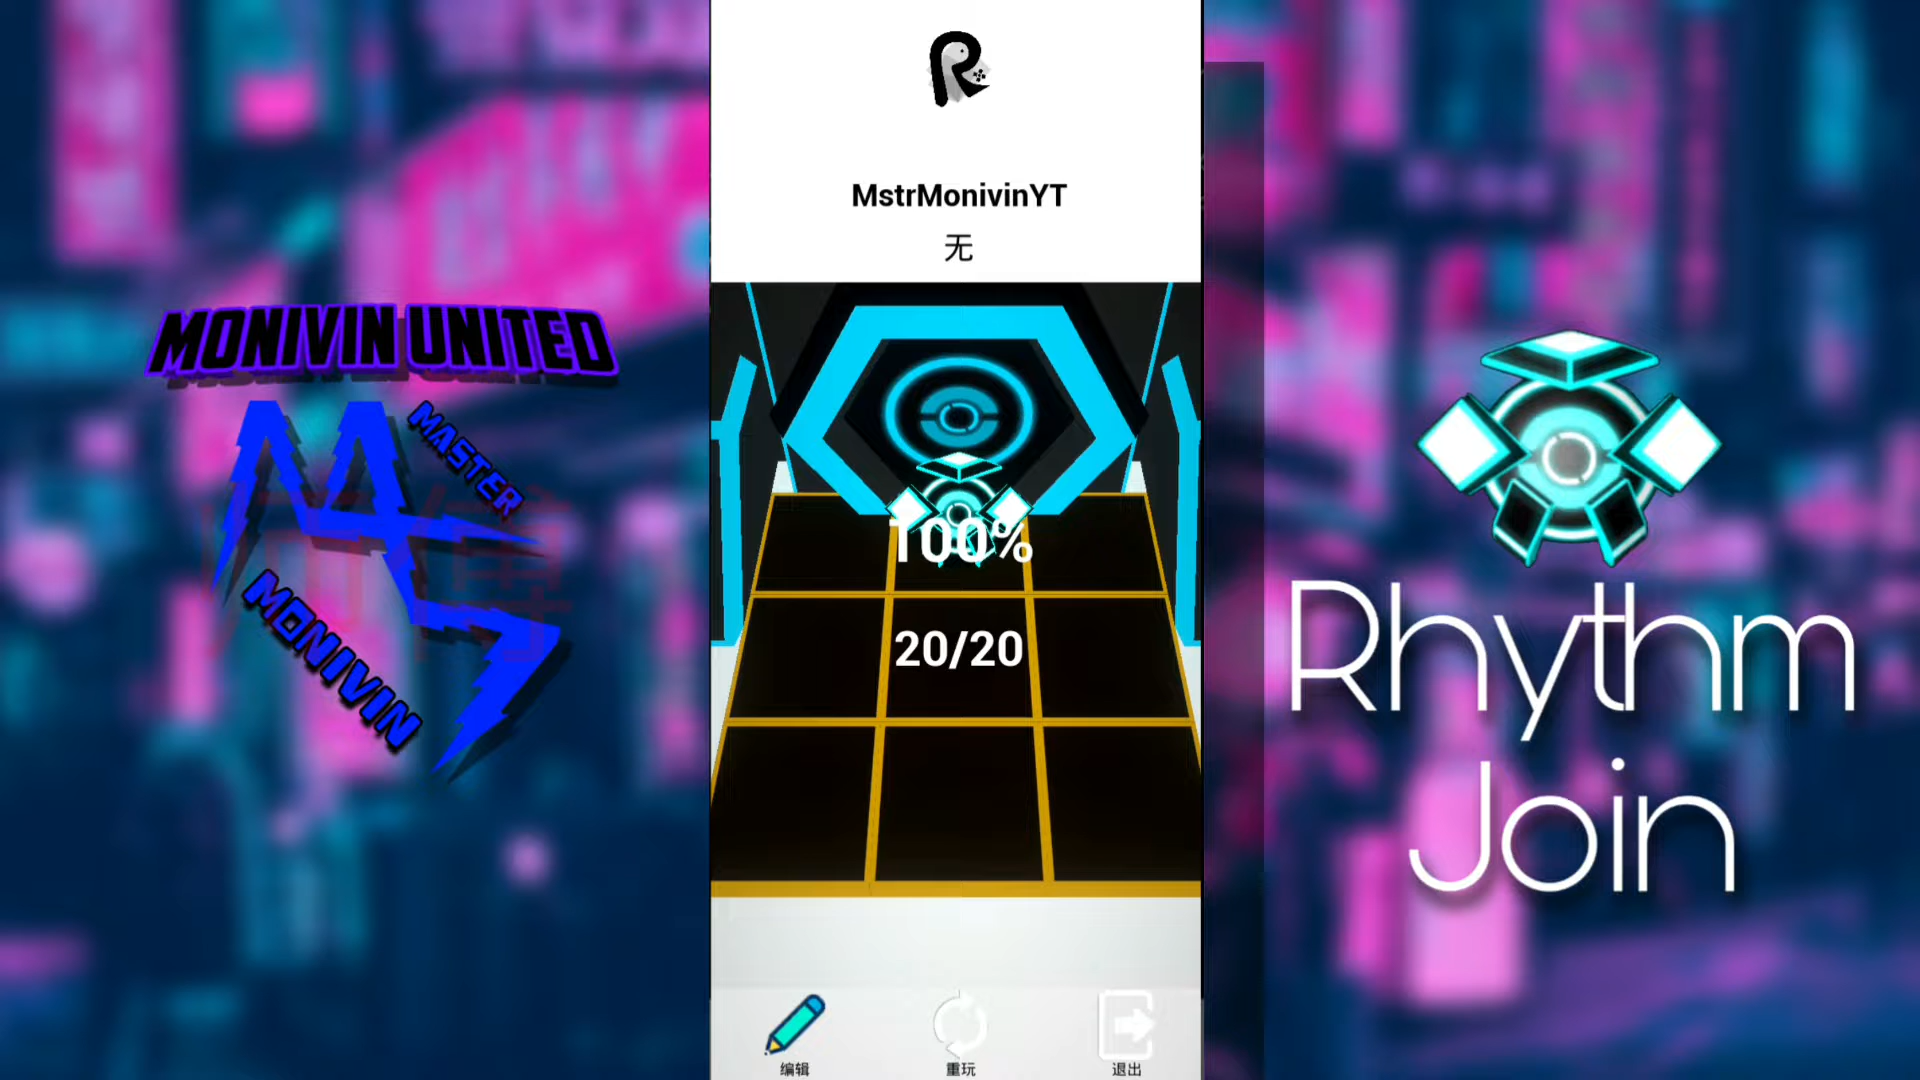 MONIVIN UNITED
MASTER
MONIVIN
MstrMonivinYT
无
100%
20/20
编辑
重玩
退出
Rhythm
Join